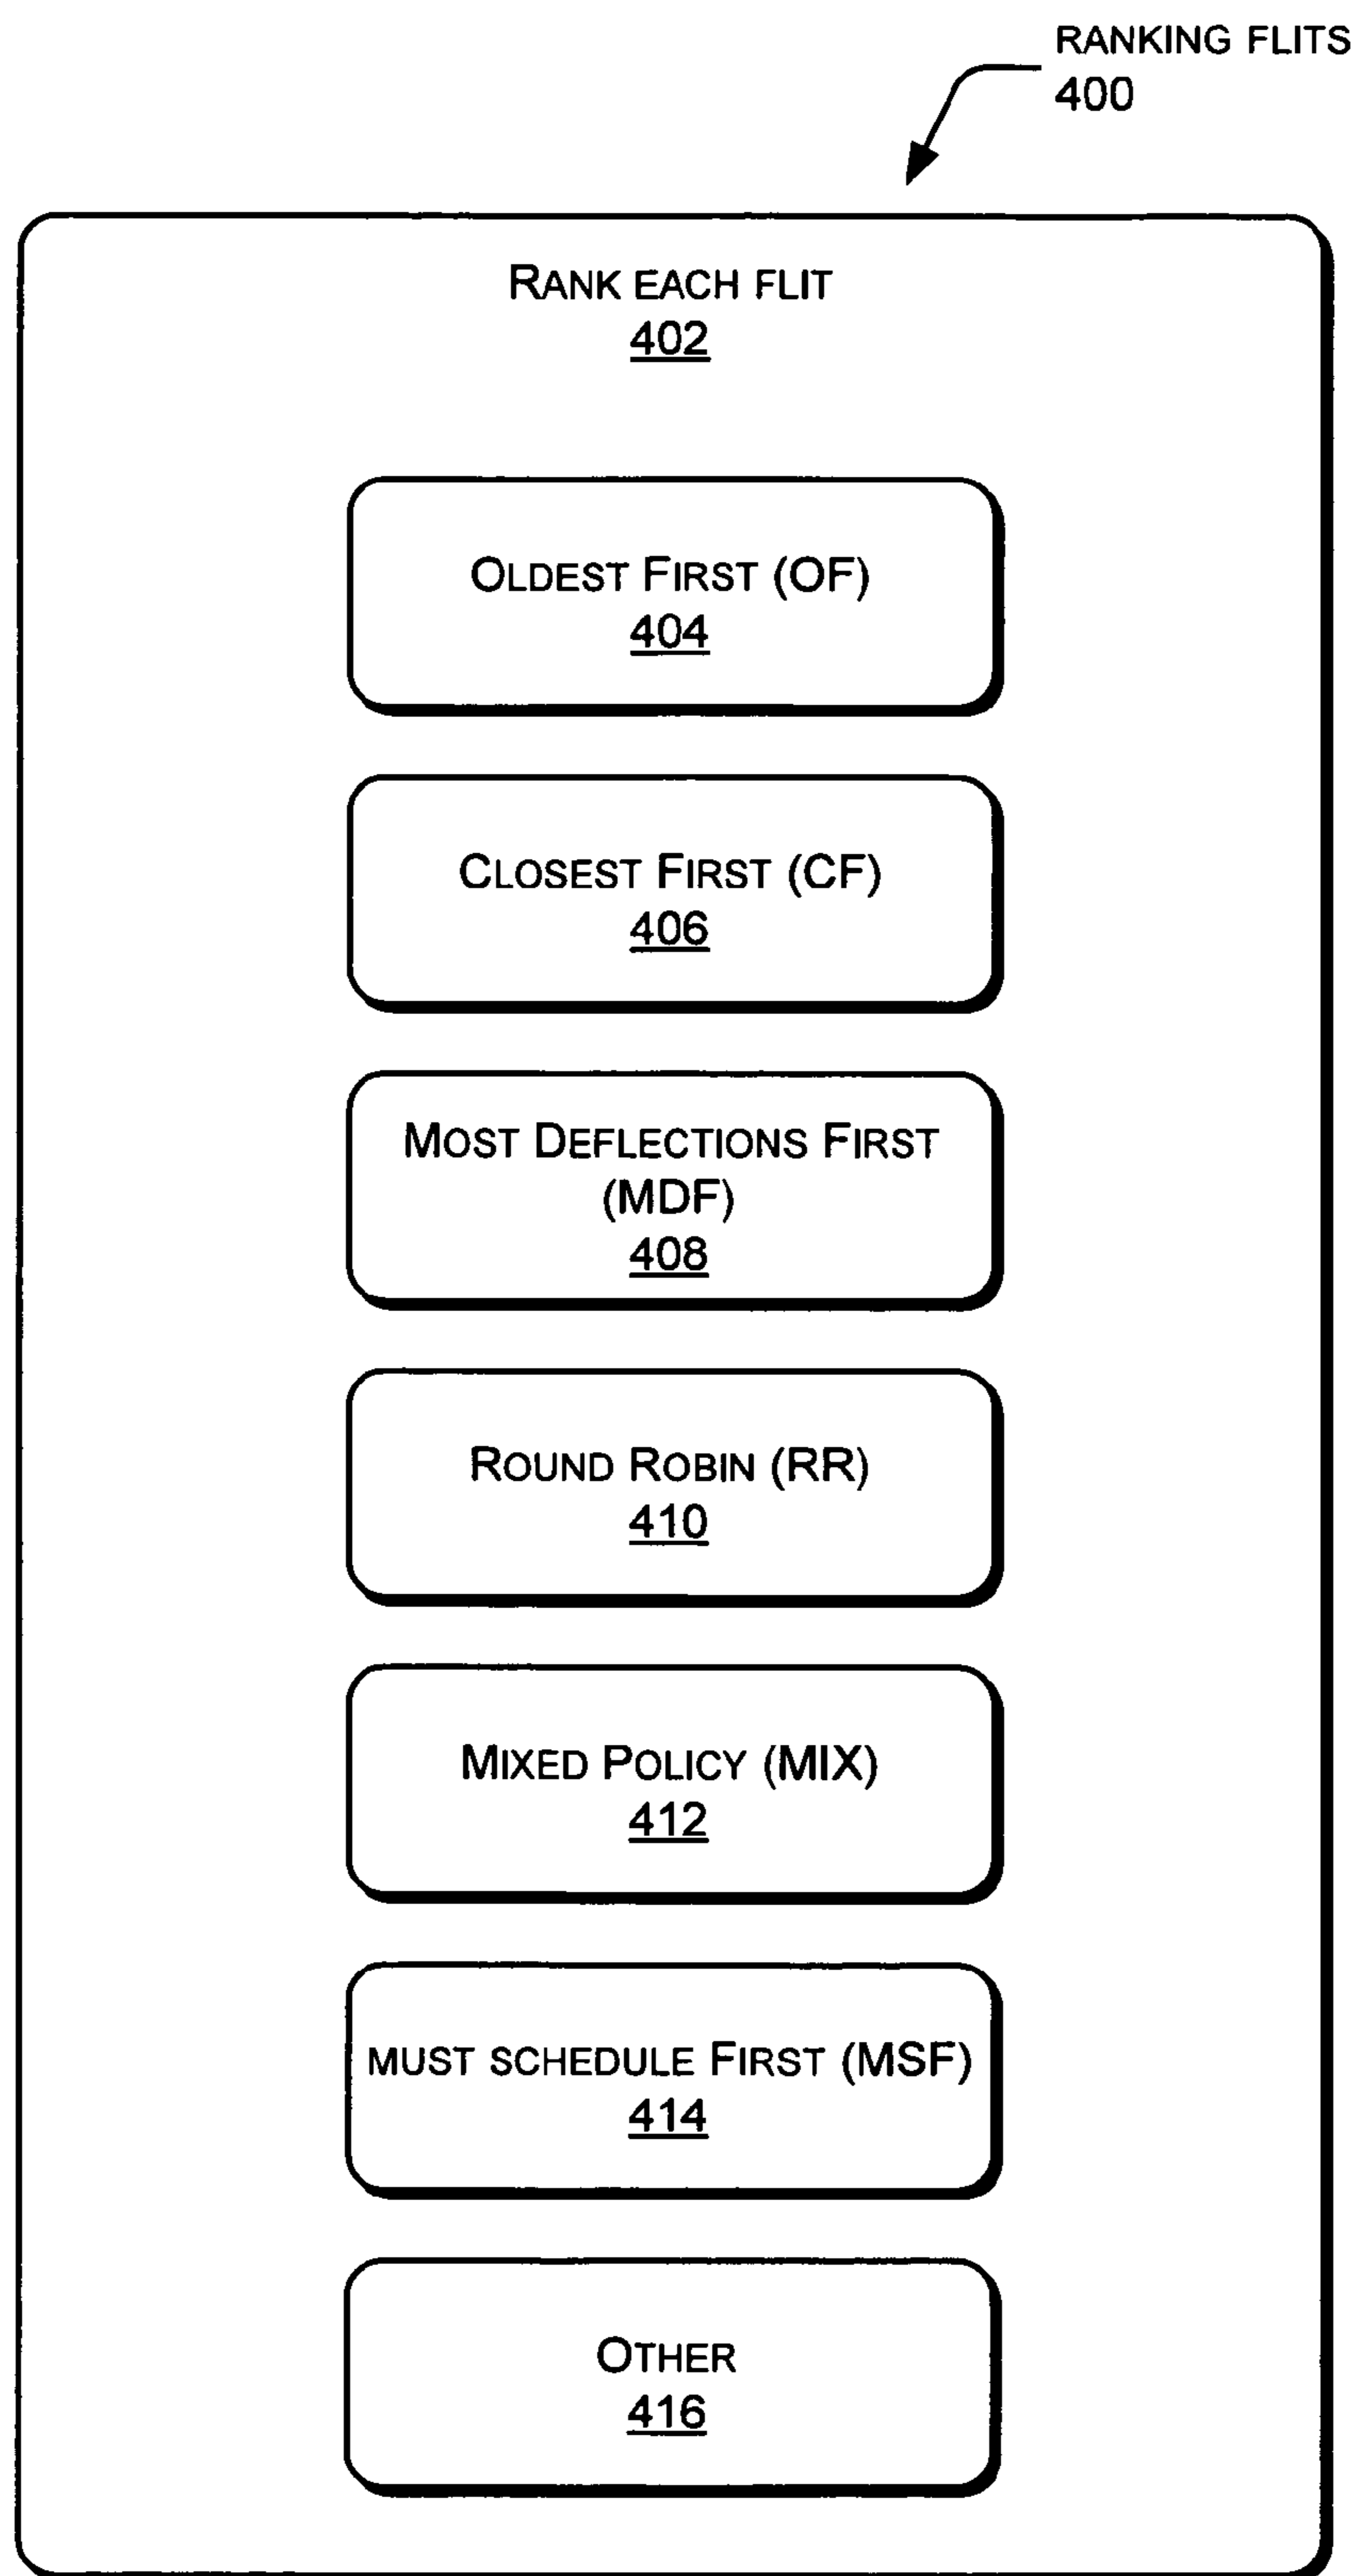 RANKING FLITS
400
RANK EACH FLIT
402
OLDEST FIRST (OF)
404
CLOSEST FIRST (CF)
406
MOST DEFLECTIONS FIRST
(MDF)
408
ROUND ROBIN (RR)
410
MIXED POLICY (MIX)
412
MUST SCHEDULE FIRST (MSF)
414
OTHER
416